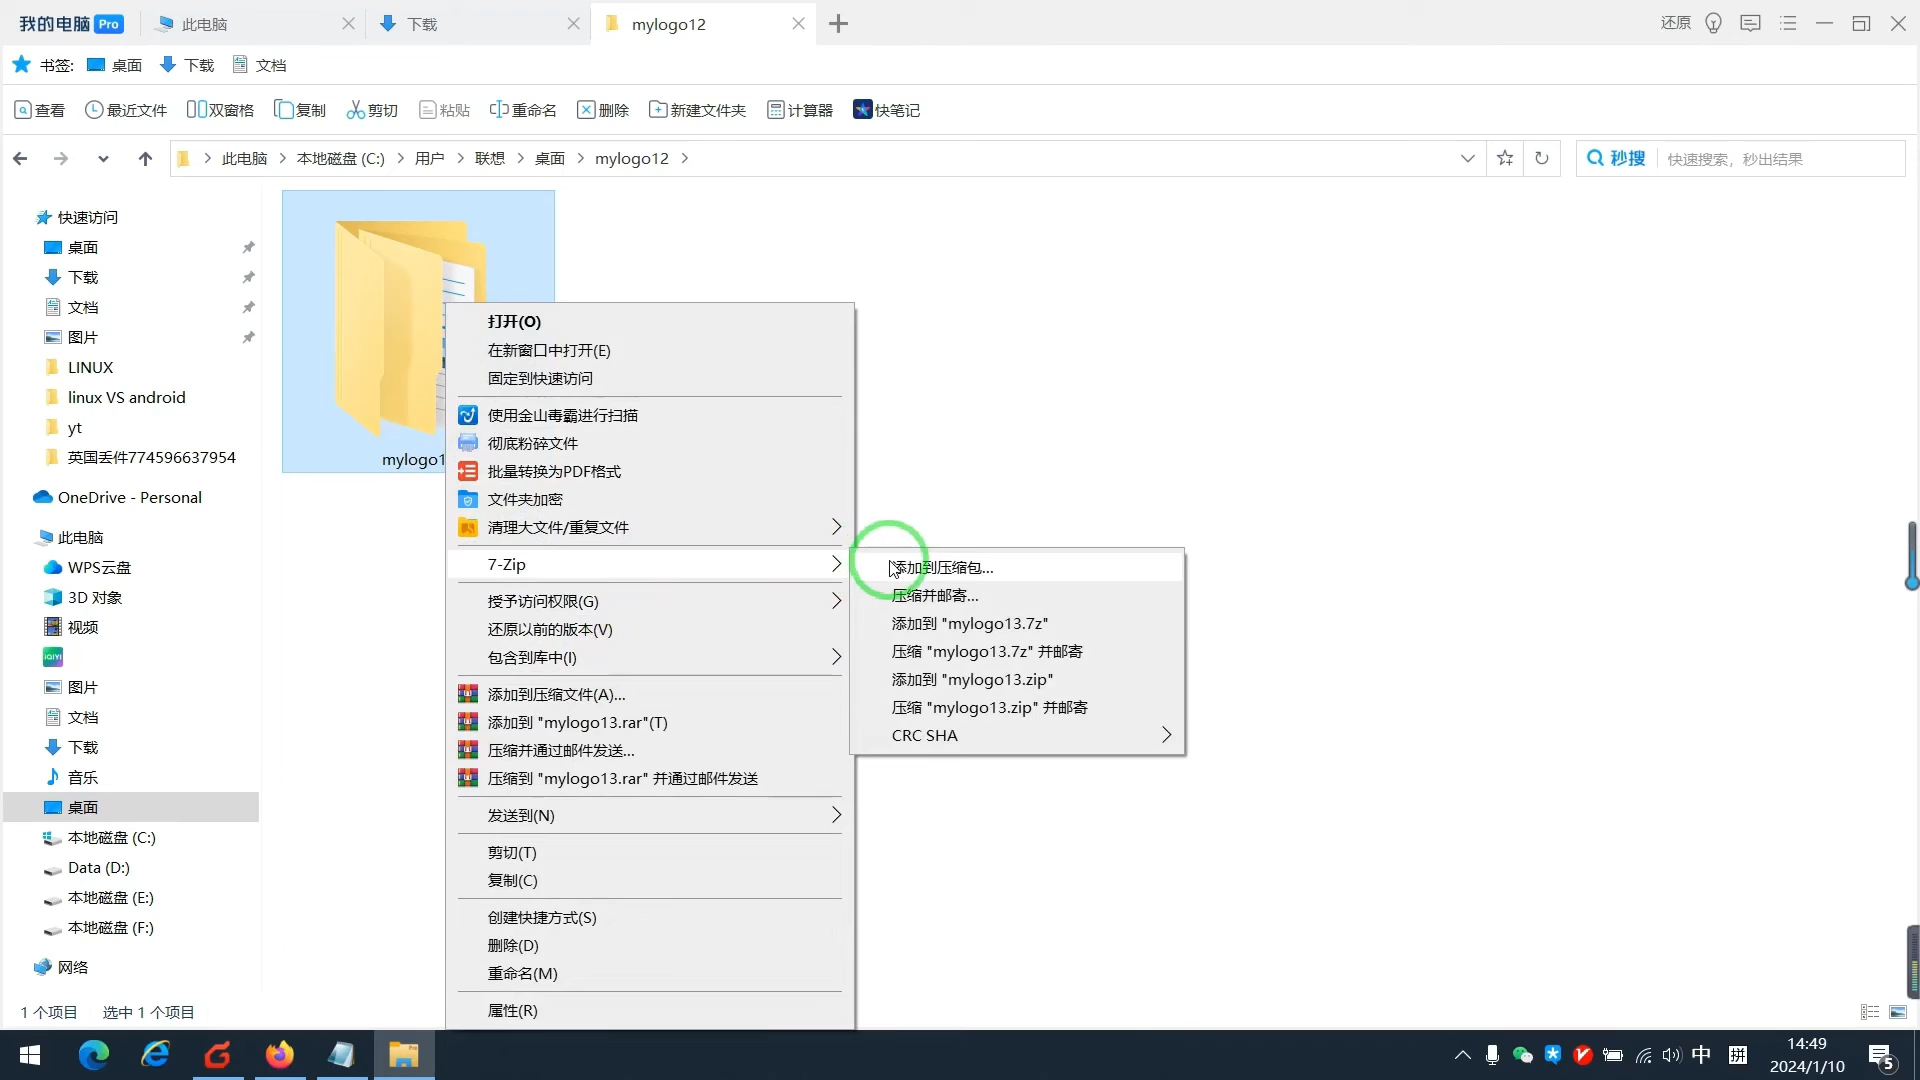 我的电脑 Pro
此电脑
下载
mylogo12
还原
书签:
桌面
下载
文档
查看
最近文件
双窗格
复制
剪切
粘贴
重命名
删除
新建文件夹
计算器
快笔记
此电脑
本地磁盘 (C:)
用户
联想
桌面
mylogo12
秒搜
快速搜索，秒出结果
快速访问
桌面
下载
文档
图片
LINUX
linux VS android
yt
英国丢件774596637954
OneDrive - Personal
此电脑
WPS云盘
3D 对象
视频
iQIYI
图片
文档
下载
音乐
桌面
本地磁盘 (C:)
Data (D:)
本地磁盘 (E:)
本地磁盘 (F:)
网络
1 个项目
选中 1 个项目
mylogo1
打开(O)
在新窗口中打开(E)
固定到快速访问
使用金山毒霸进行扫描
彻底粉碎文件
批量转换为PDF格式
文件夹加密
清理大文件/重复文件
7-Zip
授予访问权限(G)
还原以前的版本(V)
包含到库中(I)
添加到压缩文件(A)...
添加到 "mylogo13.rar"(T)
压缩并通过邮件发送...
压缩到 "mylogo13.rar" 并通过邮件发送
发送到(N)
剪切(T)
复制(C)
创建快捷方式(S)
删除(D)
重命名(M)
属性(R)
添加到压缩包...
压缩并邮寄...
添加到 "mylogo13.7z"
压缩 "mylogo13.7z" 并邮寄
添加到 "mylogo13.zip"
压缩 "mylogo13.zip" 并邮寄
CRC SHA
中
拼
14:49
2024/1/10
5